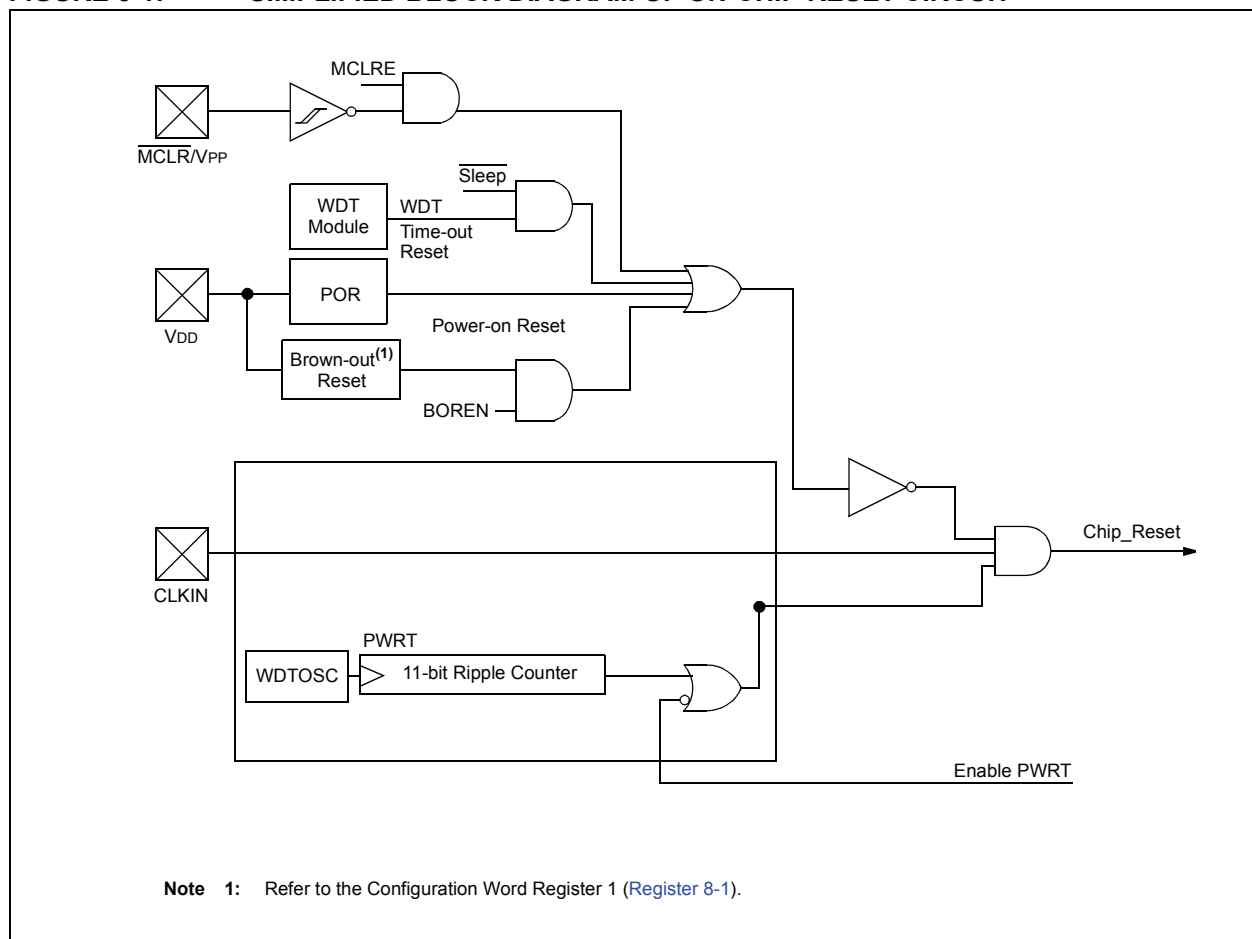 MCLRE
MCLR/VPP
Sleep
WDT
Module
WDT
Time-out
Reset
POR
VDD
Power-on Reset
Brown-out(1)
Reset
BOREN
Chip_Reset
CLKIN
PWRT
WDTOSC
11-bit Ripple Counter
Enable PWRT
Note 1: Refer to the Configuration Word Register 1 (Register 8-1).